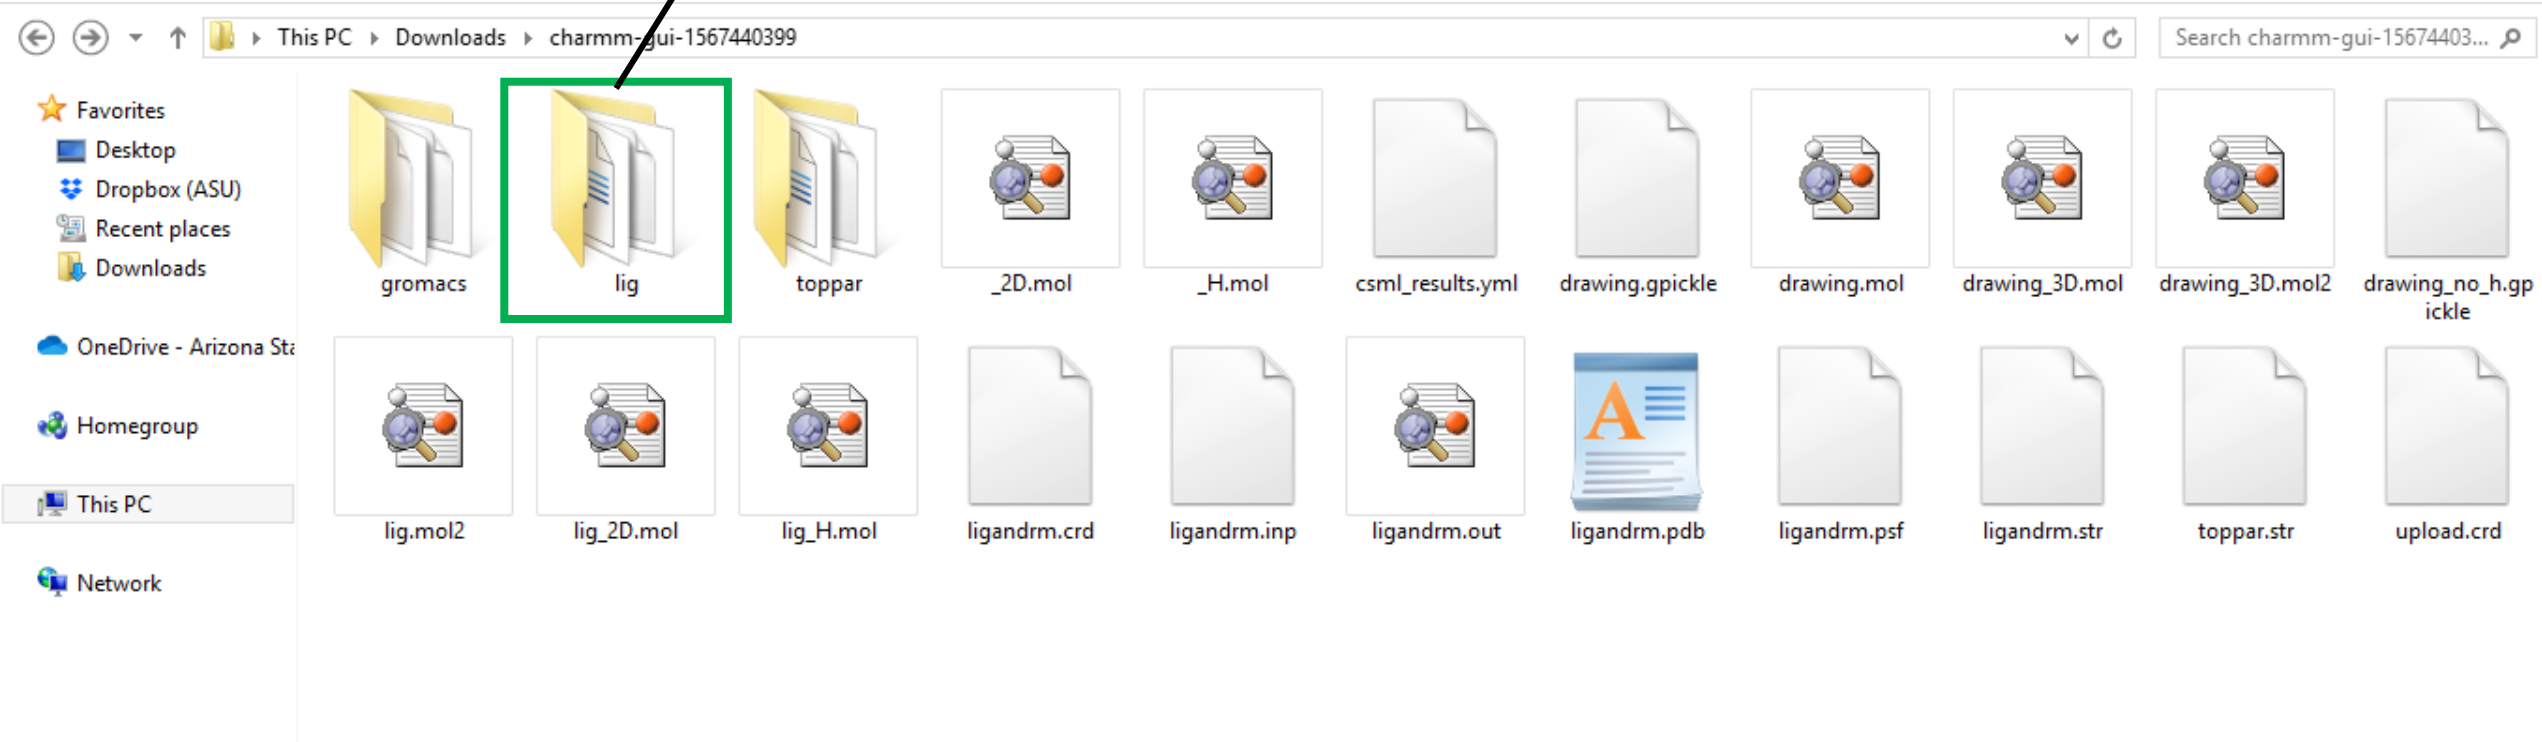 This PC Downloads charmm-gui-1567440399
Search charmm-gui-15674403...
Favorites
Desktop
Dropbox (ASU)
Recent places
Downloads
OneDrive - Arizona Sta
Homegroup
This PC
Network
gromacs
lig
toppar
_2D.mol
_H.mol
csml_results.yml
drawing.gpickle
drawing.mol
drawing_3D.mol
drawing_3D.mol2
drawing_no_h.gp
ickle
lig.mol2
lig_2D.mol
lig_H.mol
ligandrm.crd
ligandrm.inp
ligandrm.out
ligandrm.pdb
ligandrm.psf
ligandrm.str
toppar.str
upload.crd